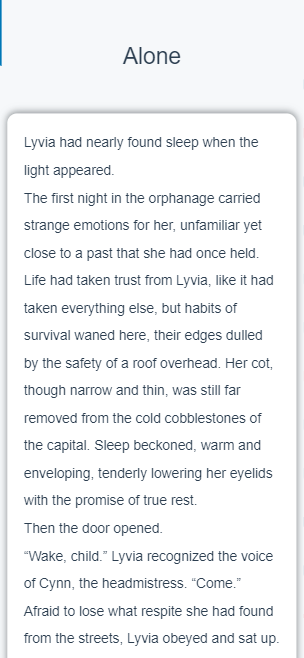 Alone
Lyvia had nearly found sleep when the
light appeared.
The first night in the orphanage carried
strange emotions for her, unfamiliar yet
close to a past that she had once held.
Life had taken trust from Lyvia, like it had
taken everything else, but habits of
survival waned here, their edges dulled
by the safety of a roof overhead. Her cot,
though narrow and thin, was still far
removed from the cold cobblestones of
the capital. Sleep beckoned, warm and
enveloping, tenderly lowering her eyelids
with the promise of true rest.
Then the door opened.
“Wake, child.” Lyvia recognized the voice
of Cynn, the headmistress. “Come.”
Afraid to lose what respite she had found
from the streets, Lyvia obeyed and sat up.